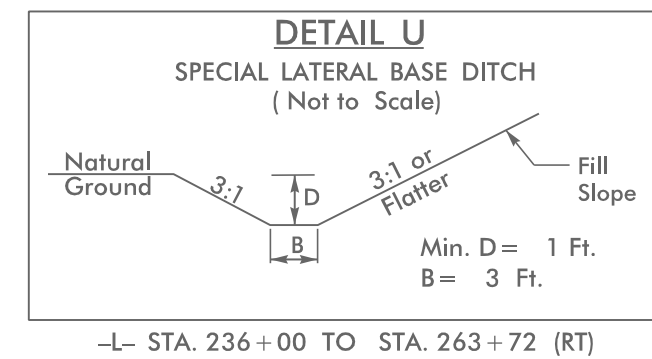 DETAIL U
SPECIAL LATERAL BASE DITCH
( Not to Scale)
Natural
Ground
3:1
D
3:1 or
Flatter
Fill
Slope
B
Min. D = 1 Ft.
B = 3 Ft.
-L- STA. 236+00 TO STA. 263+72 (RT)